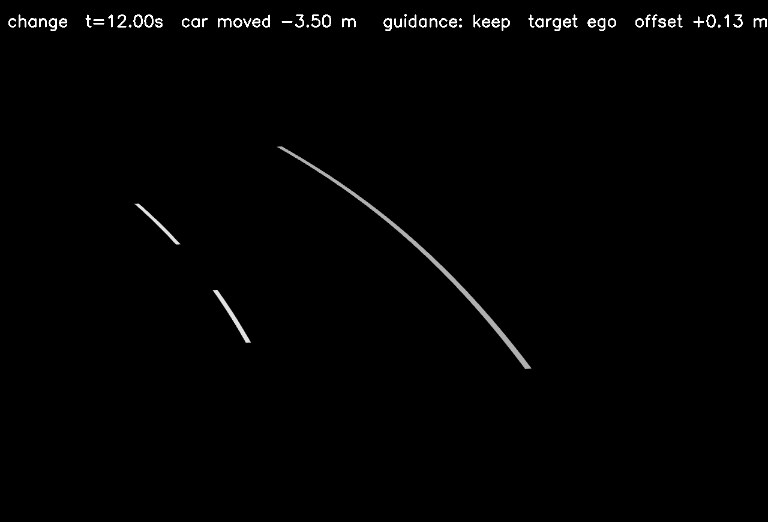 change  t=12.00s  car moved −3.50 m   guidance: keep  target ego  offset +0.13 m